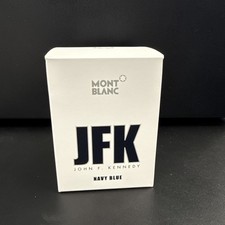 MONT
BLANC
JFK
JOHN F. KENNEDY
NAVY BLUE